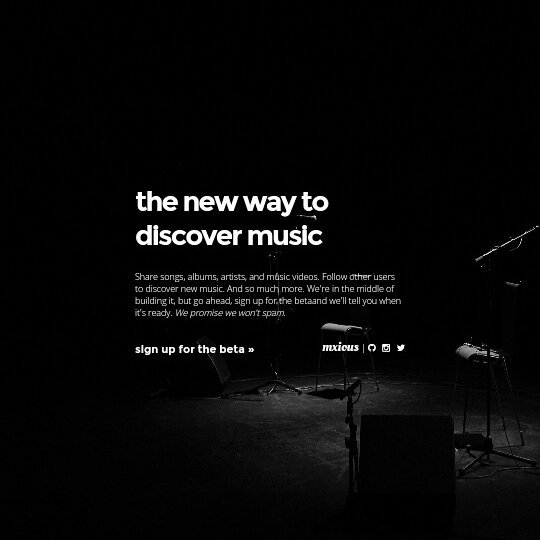 the new way to
discover music
Share songs, albums, artists, and music videos. Follow other users
to discover new music. And so much more. We're in the middle of
building it, but go ahead, sign up for the betaand we'll tell you when
it's ready. We promise we won't spam.
sign up for the beta »
mxious |